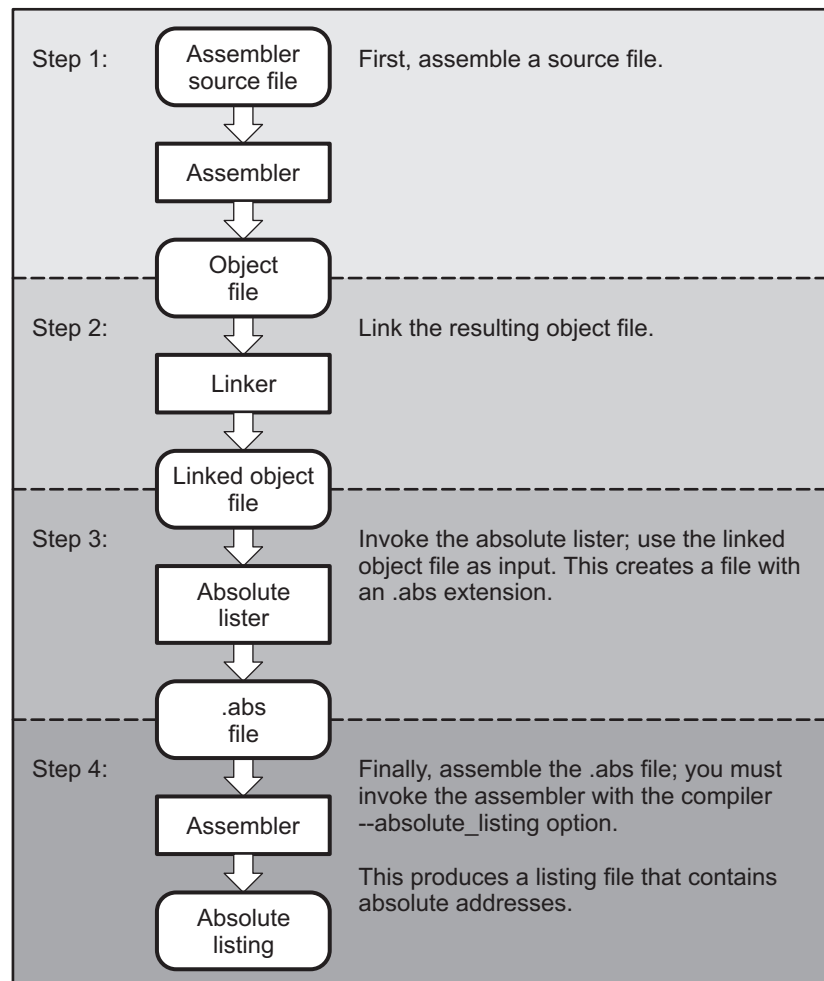 Step 1:
Assembler
source file
First, assemble a source file.
Assembler
Object
file
Step 2:
Link the resulting object file.
Linker
Linked object
file
Step 3:
Invoke the absolute lister; use the linked
object file as input. This creates a file with
an .abs extension.
Absolute
lister
.abs
file
Step 4:
Finally, assemble the .abs file; you must
invoke the assembler with the compiler
--absolute_listing option.
Assembler
This produces a listing file that contains
absolute addresses.
Absolute
listing